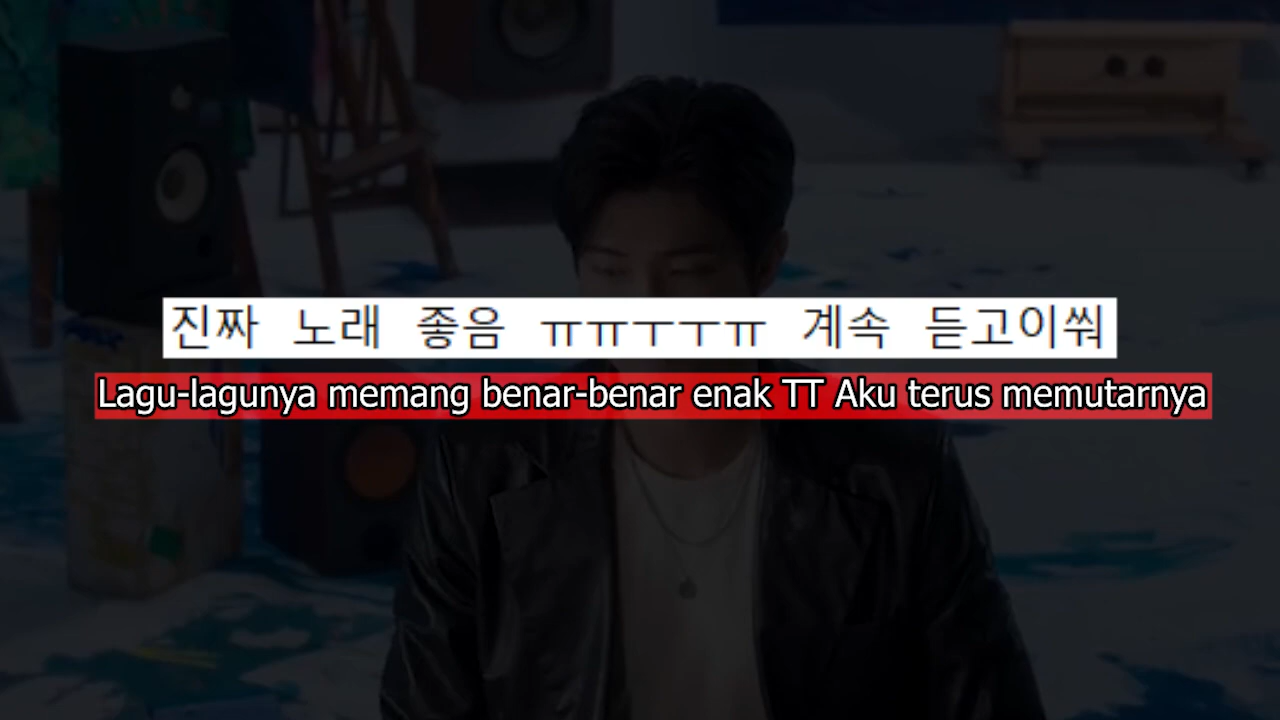 진짜 노래 좋음 ㅠㅠㅜㅜㅠ 계속 듣고이쒀
Lagu-lagunya memang benar-benar enak TT Aku terus memutarnya